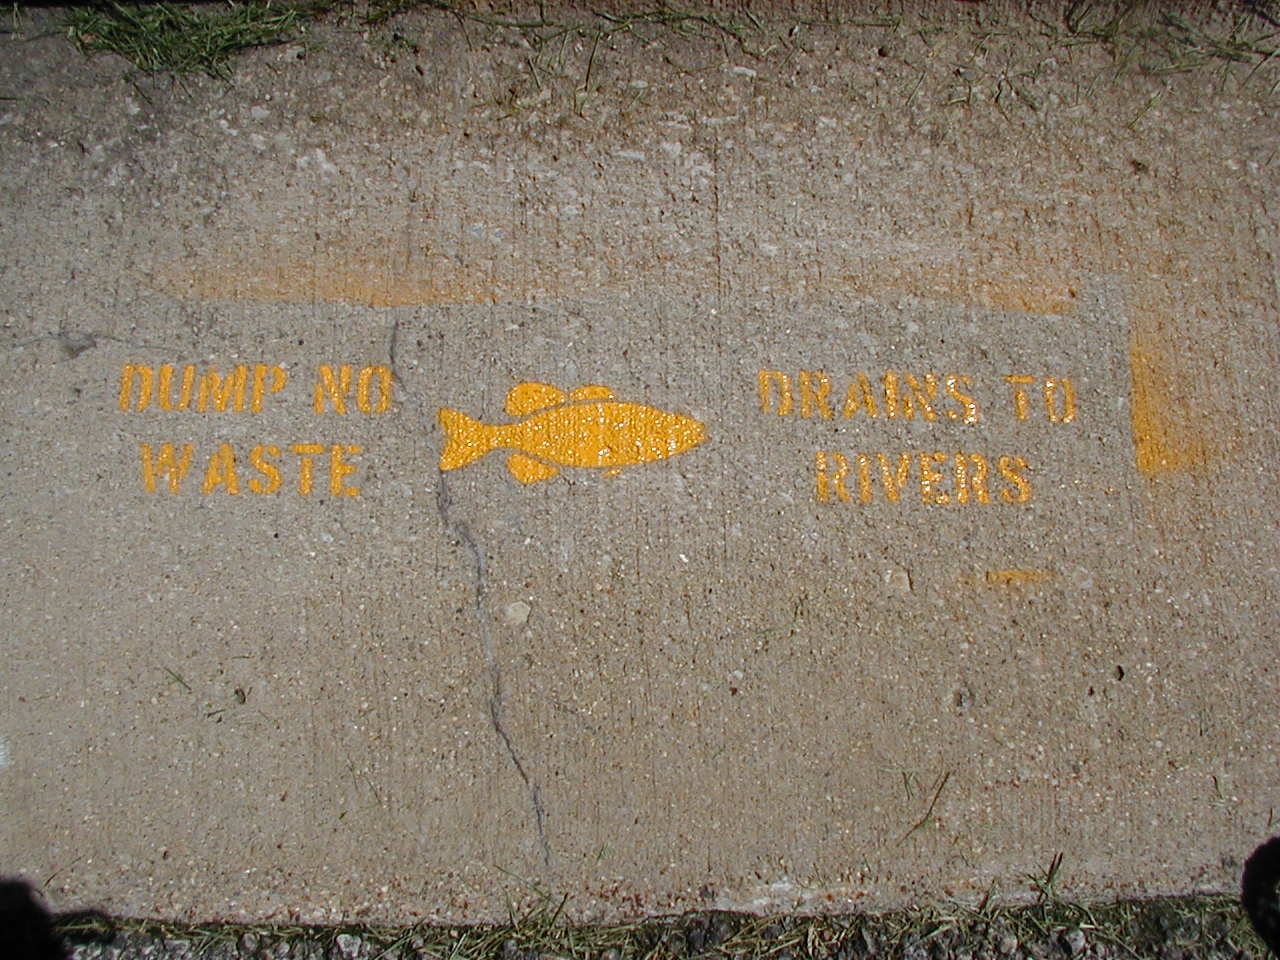 DUMP NO
WASTE
DRAINS TO
RIVERS